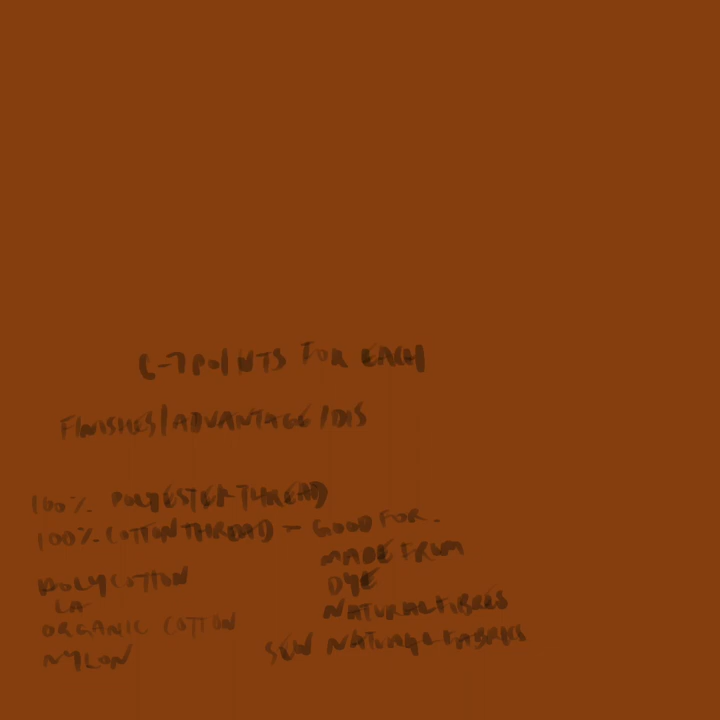 6-7 POINTS FOR EACH
FINISHES/ADVANTAGE/DIS
100% POLYESTER THREAD
100% COTTON THREAD - GOOD FOR.
MADE FROM
POLYCOTTON
DYE
LA
NATURAL FIBRES
ORGANIC COTTON
SEW NATURAL FABRICS
NYLON